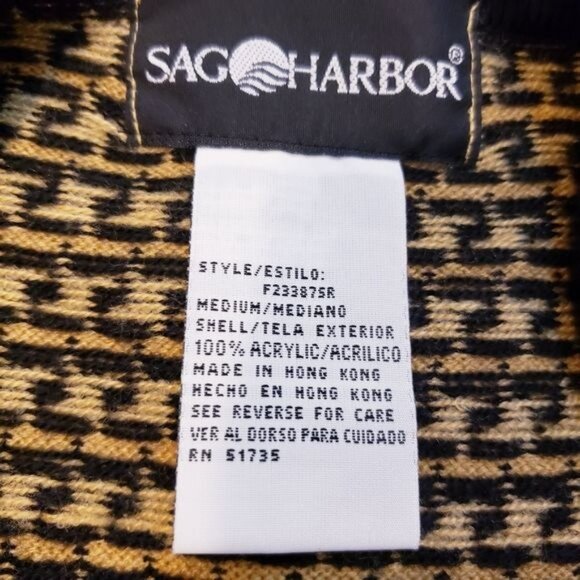 SAG HARBOR®
STYLE/ESTILO:
F23387SR
MEDIUM/MEDIANO
SHELL/TELA EXTERIOR
100% ACRYLIC/ACRILICO
MADE IN HONG KONG
HECHO EN HONG KONG
SEE REVERSE FOR CARE
VER AL DORSO PARA CUIDADO
RN 51735